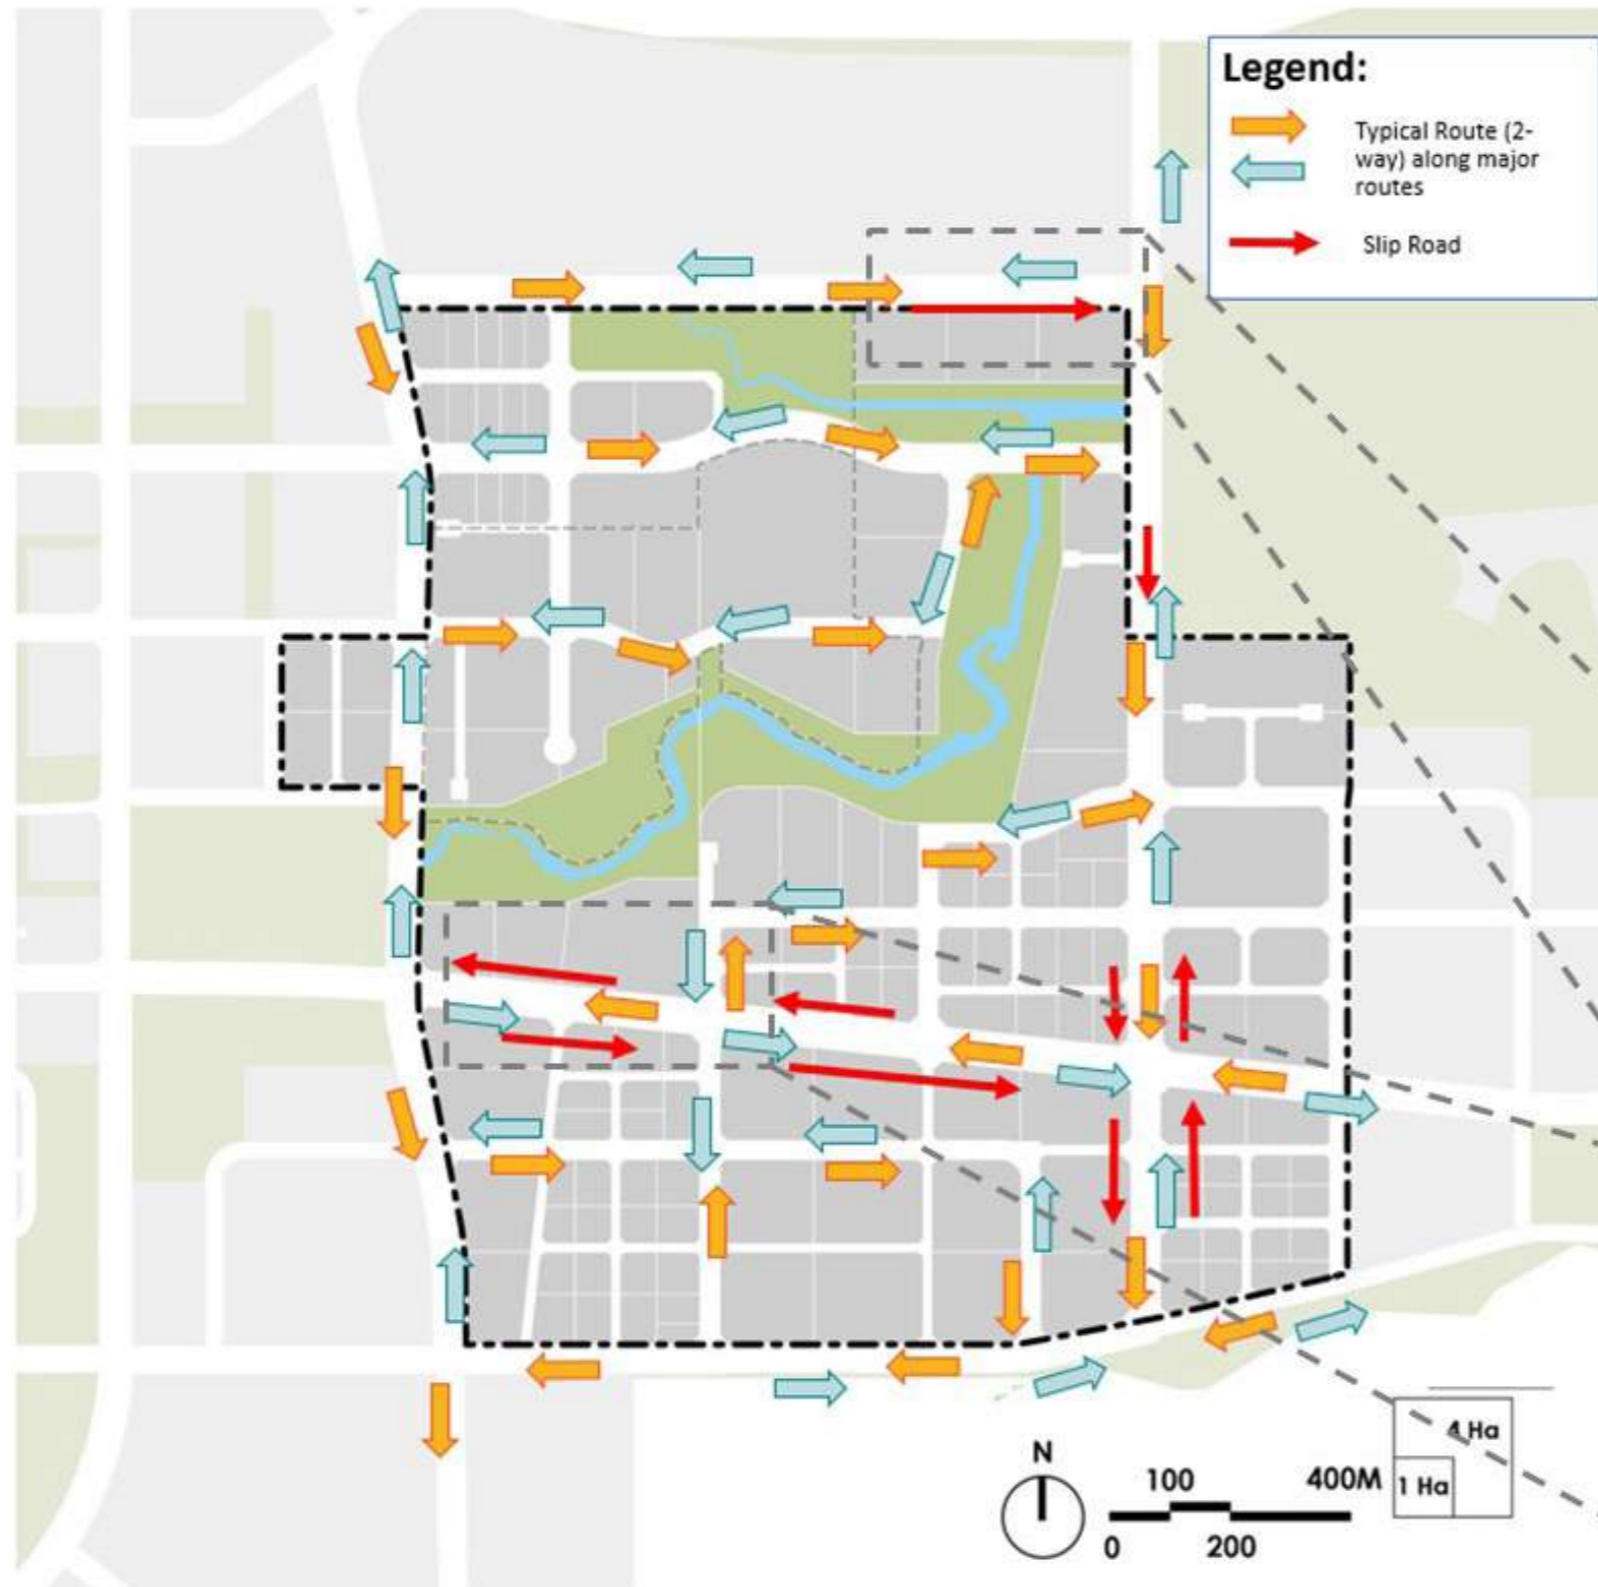 Legend:
Typical Route (2-
way) along major
routes
Slip Road
N
100 400M
0 200
4 Ha
1 Ha